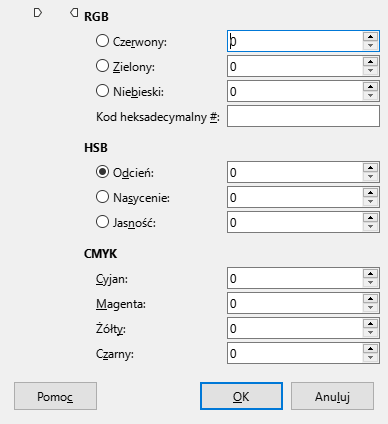 RGB
Czerwony: 0
Zielony: 0
Niebieski: 0
Kod heksadecymalny #:
HSB
Odcień: 0
Nasycenie: 0
Jasność: 0
CMYK
Cyjan: 0
Magenta: 0
Żółty: 0
Czarny: 0
Pomoc OK Anuluj